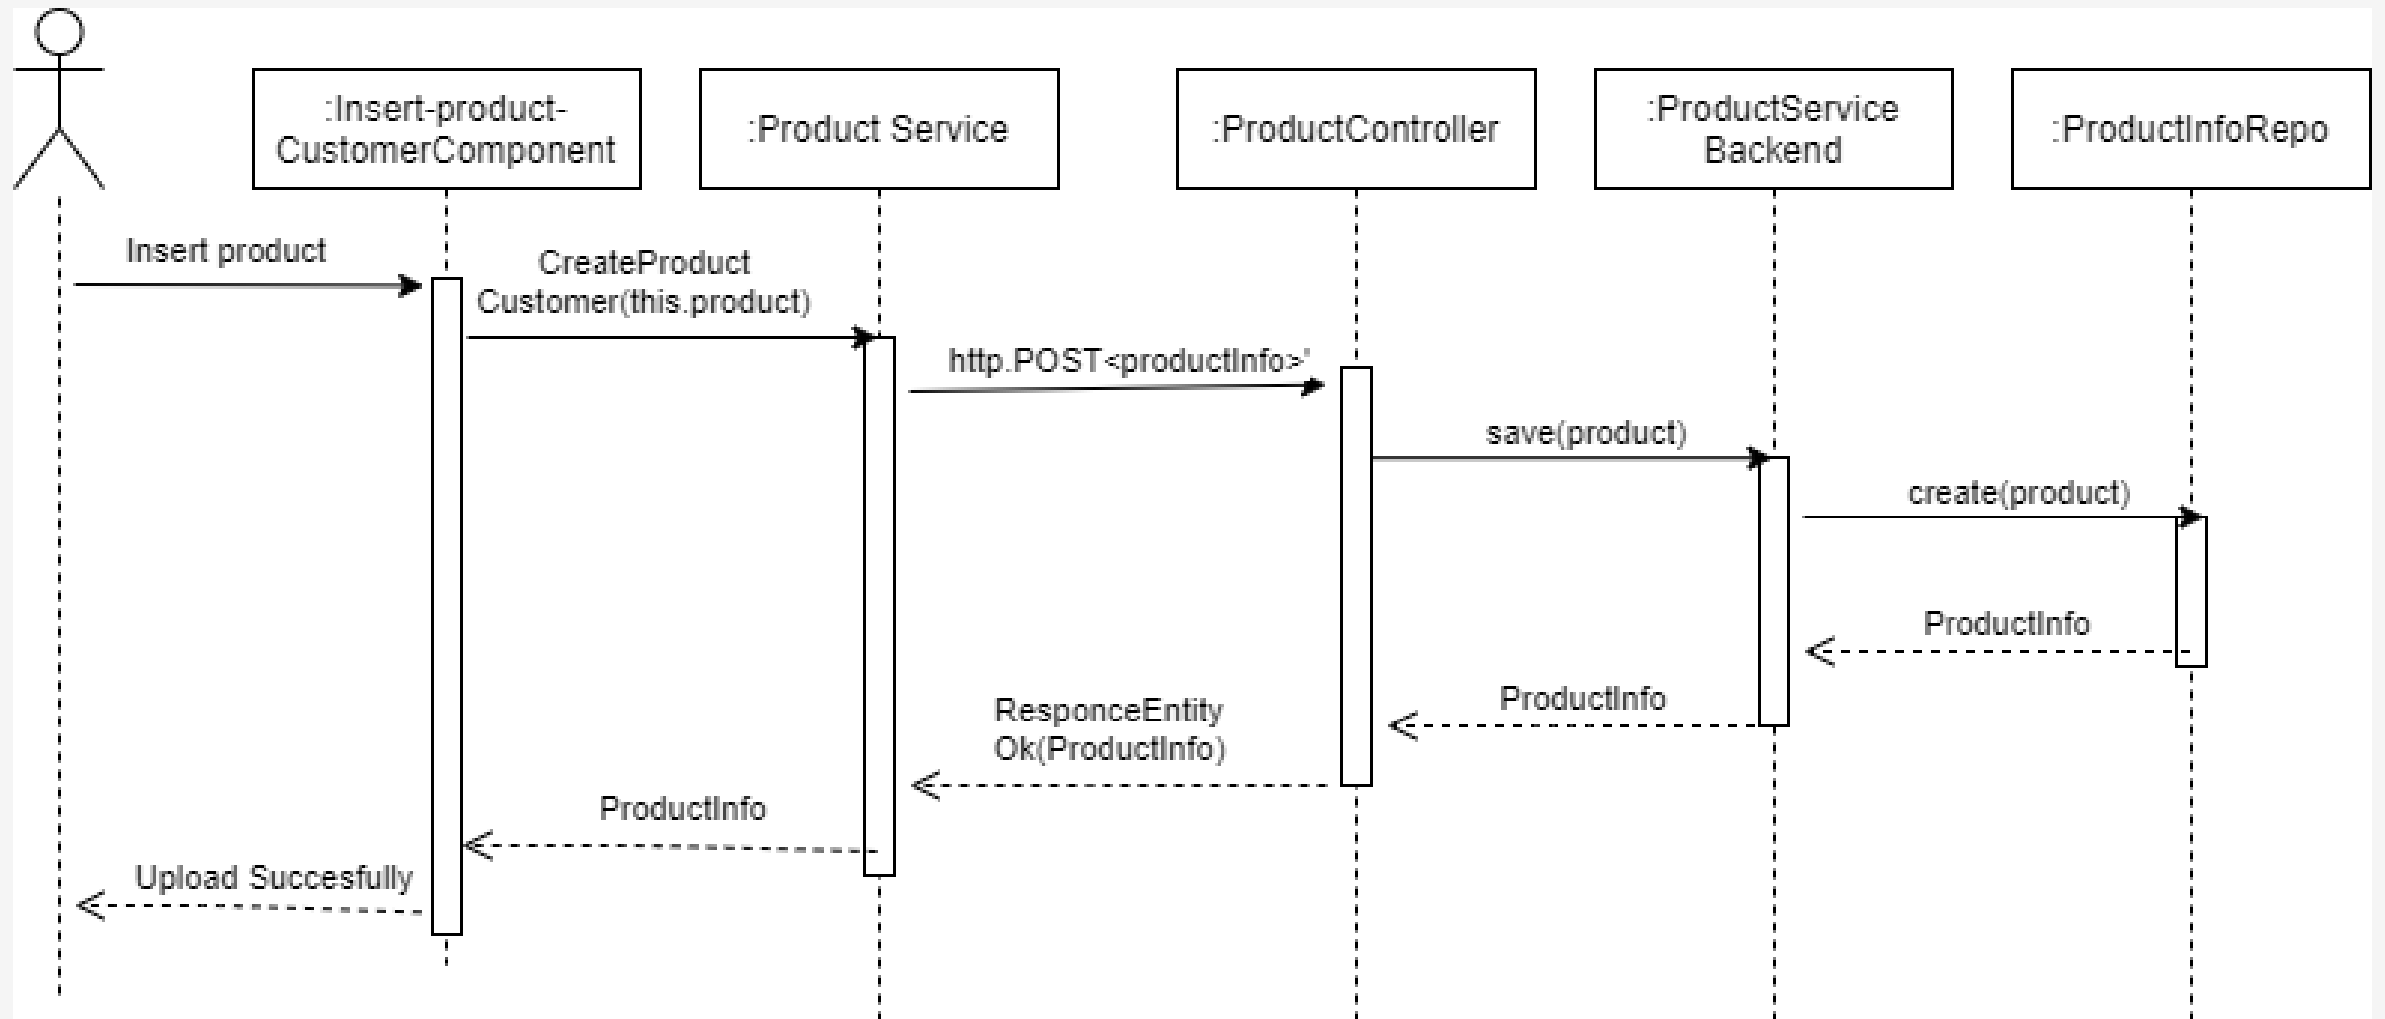 :Insert-product-
CustomerComponent
:Product Service
:ProductController
:ProductService
Backend
:ProductInfoRepo
Insert product
CreateProduct
Customer(this.product)
http.POST<productInfo>'
save(product)
create(product)
ProductInfo
ProductInfo
ResponceEntity
Ok(ProductInfo)
ProductInfo
Upload Succesfully